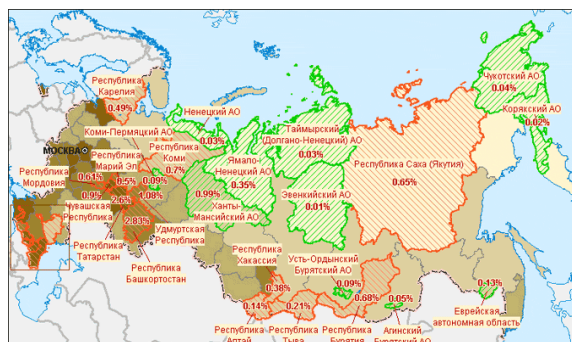 Республика
Карелия
0.49%
Ненецкий АО
0.03%
Чукотский АО
0.04%
Корякский АО
0.02%
Таймырский
(Долгано-Ненецкий) АО
0.03%
Коми-Пермяцкий АО
Республика
Коми
0.7%
МОСКВА
Республика
Марий Эл
Ямало-
Ненецкий АО
0.35%
Республика Саха (Якутия)
0.65%
Республика
Мордовия
0.61%
0.5%
0.09%
0.9%
2.6%
1.08%
0.99%
Ханты-
Мансийский АО
Эвенкийский АО
0.01%
Чувашская
Республика
2.83%
Удмуртская
Республика
Республика
Татарстан
Республика
Башкортостан
Республика
Хакассия
0.38%
Усть-Ордынский
Бурятский АО
0.09%
0.68%
0.14%
0.21%
0.05%
0.13%
Еврейская
автономная область
Республика
Алтай
Республика
Тыва
Республика
Бурятия
Агинский
Бурятский АО